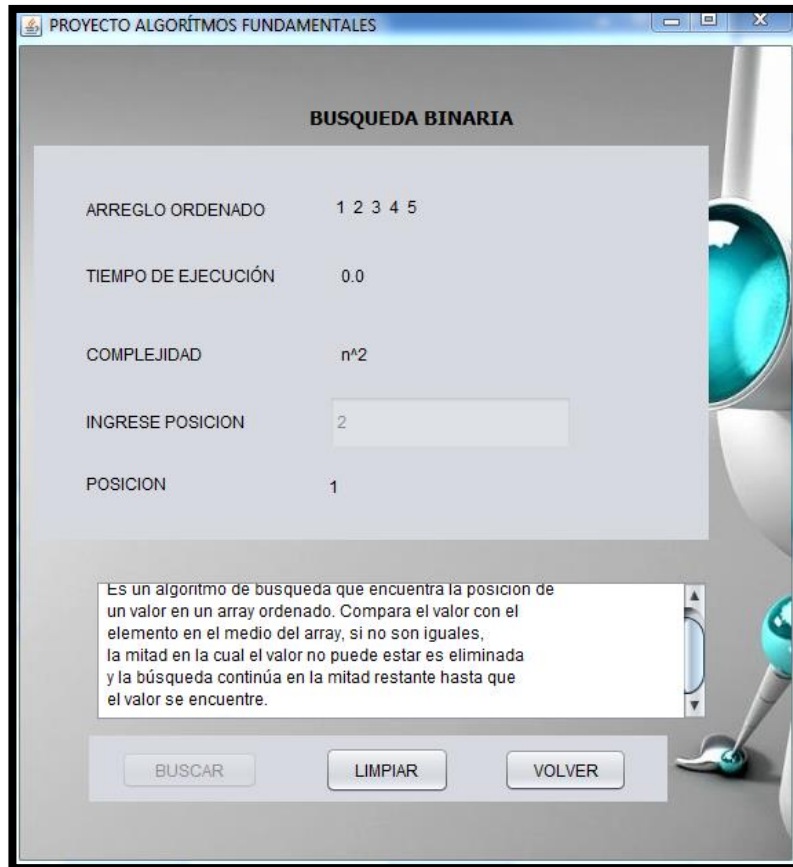 PROYECTO ALGORÍTMOS FUNDAMENTALES
BUSQUEDA BINARIA
ARREGLO ORDENADO 1 2 3 4 5
TIEMPO DE EJECUCIÓN 0.0
COMPLEJIDAD n^2
INGRESE POSICION 2
POSICION 1
Es un algoritmo de busqueda que encuentra la posicion de
un valor en un array ordenado. Compara el valor con el
elemento en el medio del array, si no son iguales,
la mitad en la cual el valor no puede estar es eliminada
y la búsqueda continúa en la mitad restante hasta que
el valor se encuentre.
BUSCAR LIMPIAR VOLVER